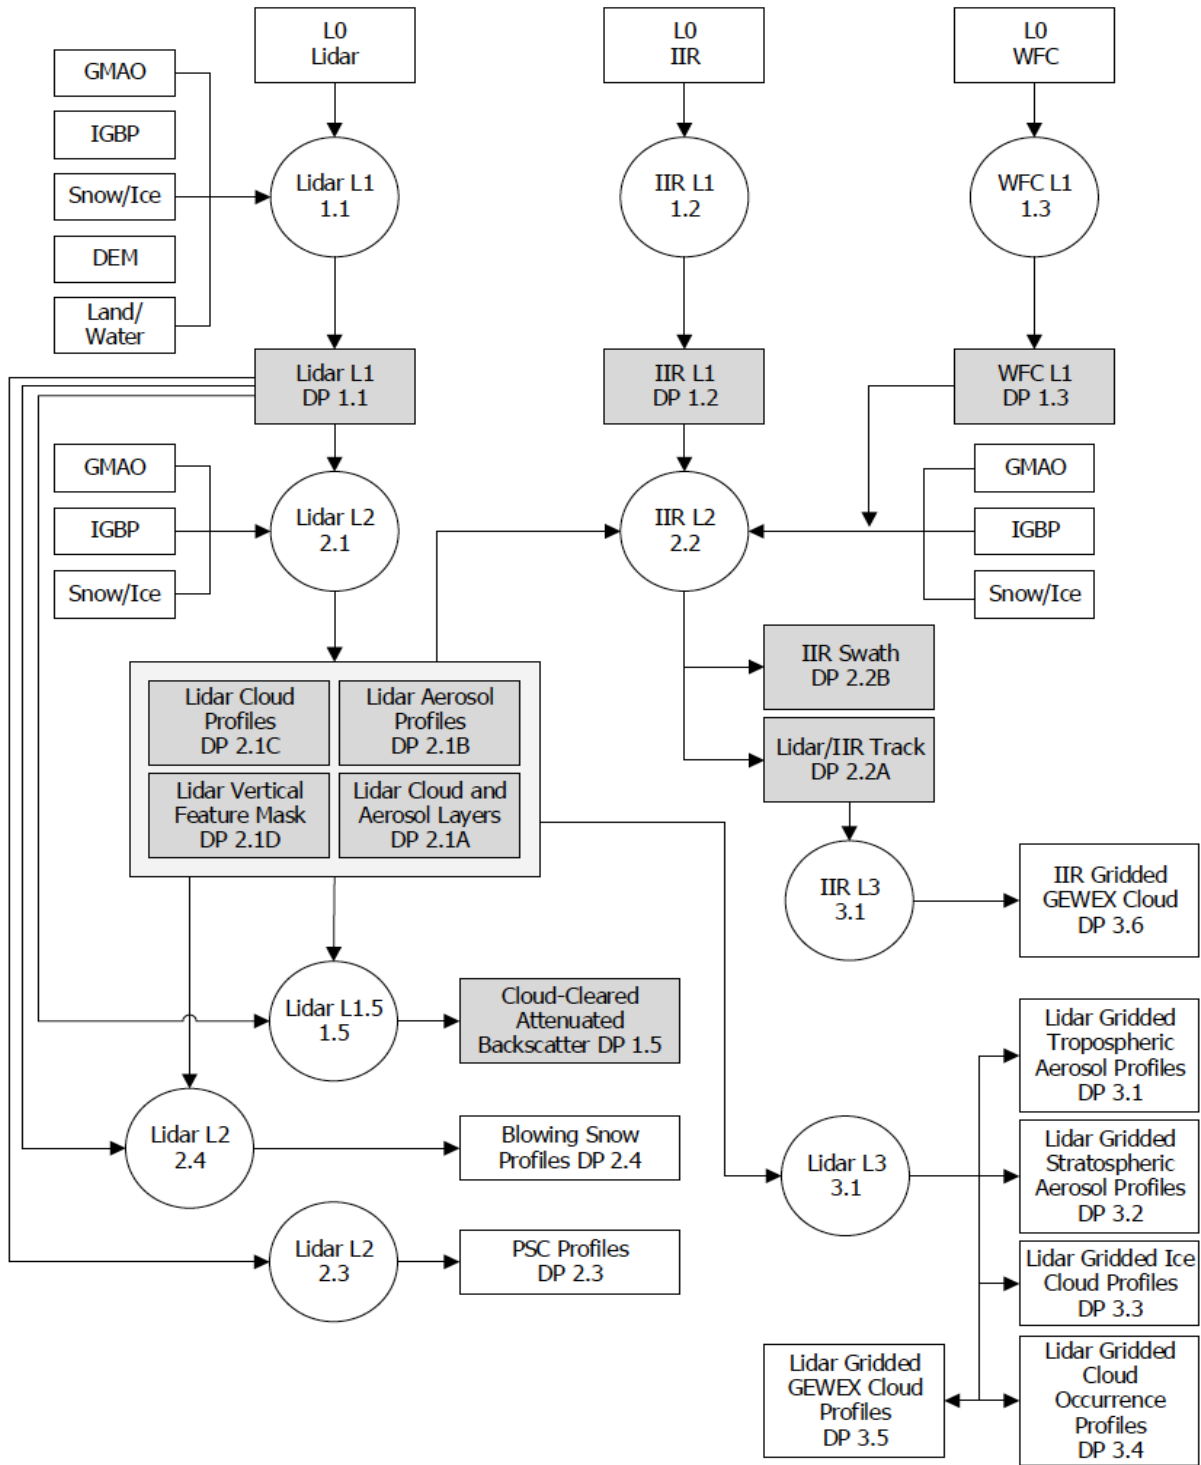 L0
Lidar
L0
IIR
L0
WFC
GMAO
IGBP
Snow/Ice
DEM
Land/
Water
Lidar L1
1.1
IIR L1
1.2
WFC L1
1.3
Lidar L1
DP 1.1
IIR L1
DP 1.2
WFC L1
DP 1.3
GMAO
IGBP
Snow/Ice
Lidar L2
2.1
IIR L2
2.2
GMAO
IGBP
Snow/Ice
Lidar Cloud
Profiles
DP 2.1C
Lidar Aerosol
Profiles
DP 2.1B
Lidar Vertical
Feature Mask
DP 2.1D
Lidar Cloud and
Aerosol Layers
DP 2.1A
IIR Swath
DP 2.2B
Lidar/IIR Track
DP 2.2A
IIR L3
3.1
IIR Gridded
GEWEX Cloud
DP 3.6
Lidar L1.5
1.5
Cloud-Cleared
Attenuated
Backscatter DP 1.5
Lidar L2
2.4
Blowing Snow
Profiles DP 2.4
Lidar L2
2.3
PSC Profiles
DP 2.3
Lidar L3
3.1
Lidar Gridded
Tropospheric
Aerosol Profiles
DP 3.1
Lidar Gridded
Stratospheric
Aerosol Profiles
DP 3.2
Lidar Gridded Ice
Cloud Profiles
DP 3.3
Lidar Gridded
GEWEX Cloud
Profiles
DP 3.5
Lidar Gridded
Cloud
Occurrence
Profiles
DP 3.4